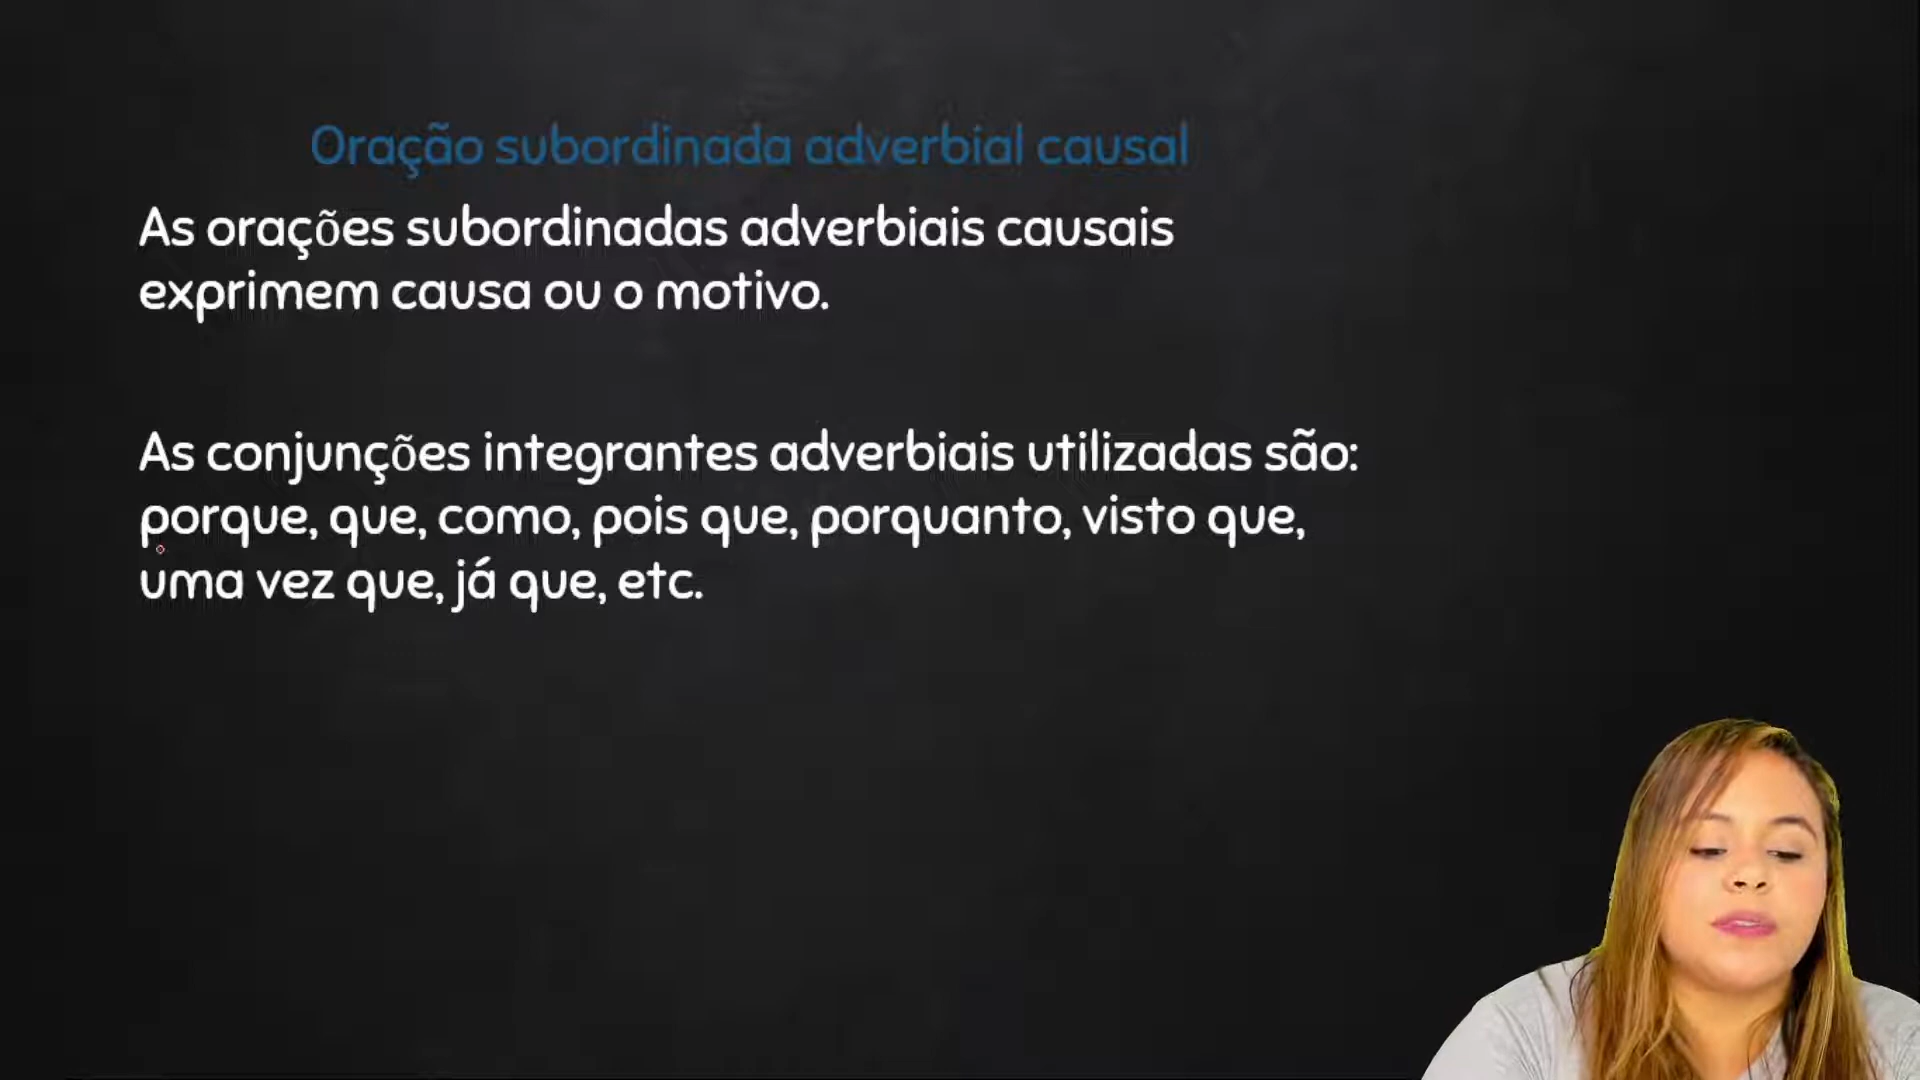 Oração subordinada adverbial causal
As orações subordinadas adverbiais causais
exprimem causa ou o motivo.
As conjunções integrantes adverbiais utilizadas são:
porque, que, como, pois que, porquanto, visto que,
uma vez que, já que, etc.